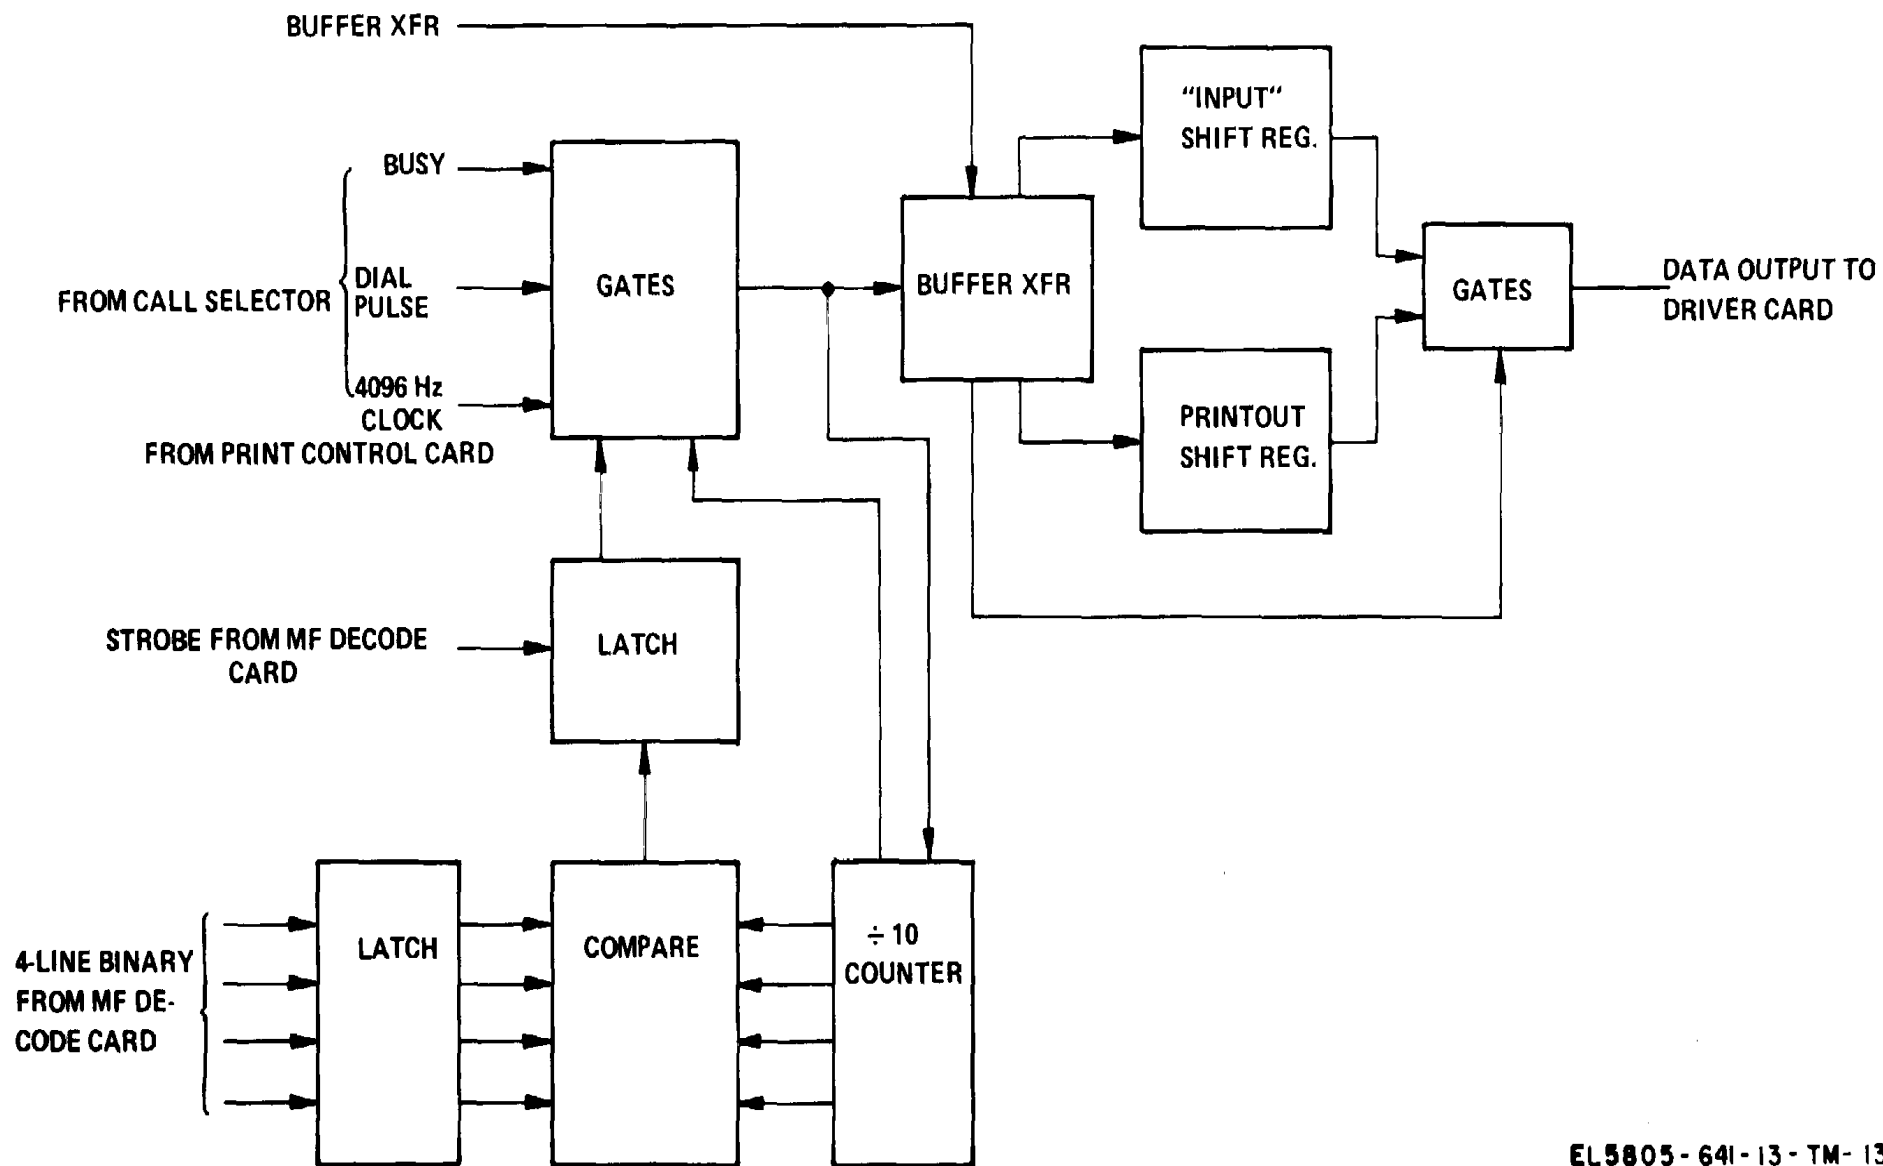 BUFFER XFR
"INPUT"
SHIFT REG.
BUSY
FROM CALL SELECTOR
DIAL
PULSE
4096 Hz
CLOCK
FROM PRINT CONTROL CARD
GATES
BUFFER XFR
GATES
DATA OUTPUT TO
DRIVER CARD
PRINTOUT
SHIFT REG.
STROBE FROM MF DECODE
CARD
LATCH
4-LINE BINARY
FROM MF DE-
CODE CARD
LATCH
COMPARE
÷ 10
COUNTER
EL5805-641-13-TM-13